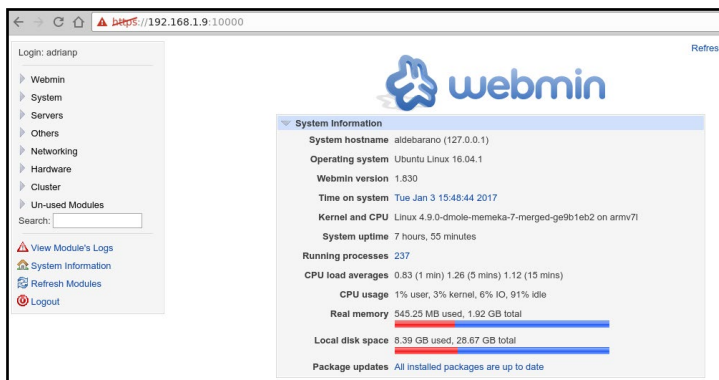 https://192.168.1.9:10000
Login: adrianp
Webmin
System
Servers
Others
Networking
Hardware
Cluster
Un-used Modules
Search:
View Module's Logs
System Information
Refresh Modules
Logout
webmin
System Information
System hostname aldebarano (127.0.0.1)
Operating system Ubuntu Linux 16.04.1
Webmin version 1.830
Time on system Tue Jan 3 15:48:44 2017
Kernel and CPU Linux 4.9.0-dmole-memeka-7-merged-ge9b1eb2 on armv7l
System uptime 7 hours, 55 minutes
Running processes 237
CPU load averages 0.83 (1 min) 1.26 (5 mins) 1.12 (15 mins)
CPU usage 1% user, 3% kernel, 6% IO, 91% idle
Real memory 545.25 MB used, 1.92 GB total
Local disk space 8.39 GB used, 28.67 GB total
Package updates All installed packages are up to date